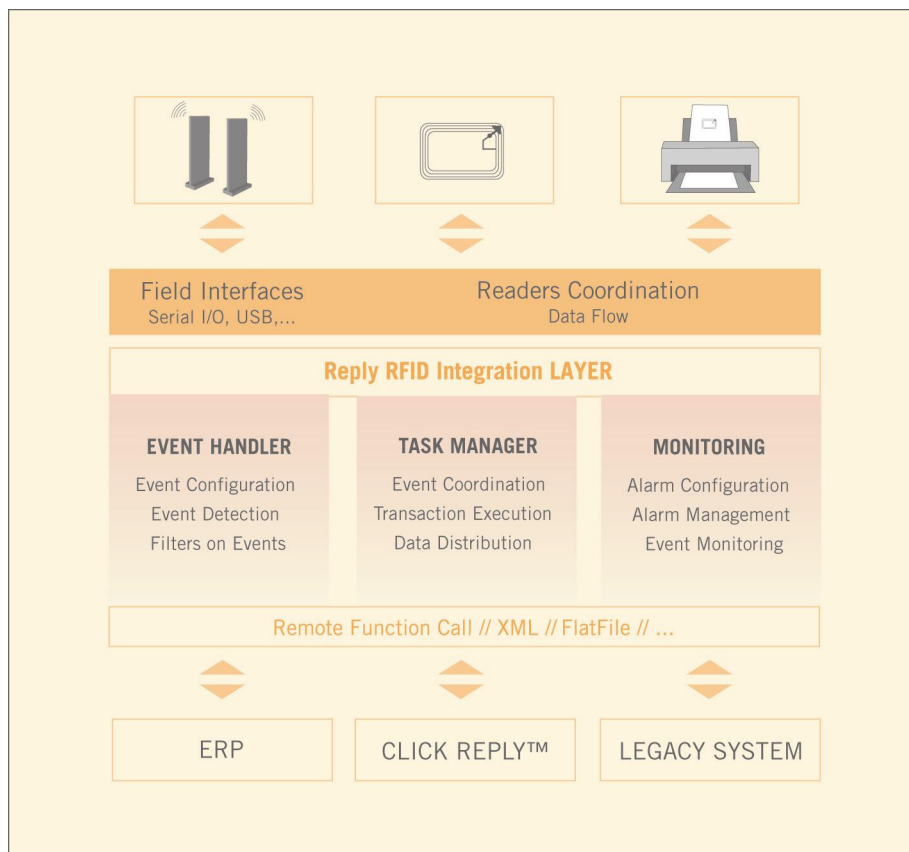 Field Interfaces
Serial I/O, USB,...
Readers Coordination
Data Flow
Reply RFID Integration LAYER
EVENT HANDLER
Event Configuration
Event Detection
Filters on Events
TASK MANAGER
Event Coordination
Transaction Execution
Data Distribution
MONITORING
Alarm Configuration
Alarm Management
Event Monitoring
Remote Function Call // XML // FlatFile // ...
ERP
CLICK REPLY™
LEGACY SYSTEM